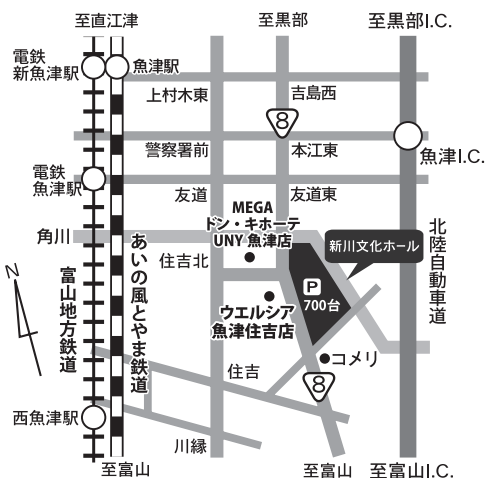 至直江津
至黒部
至黒部I.C.
電鉄
新魚津駅
魚津駅
上村木東
吉島西
8
警察署前
本江東
魚津I.C.
電鉄
魚津駅
友道
友道東
MEGA
ドン・キホーテ
UNY 魚津店
角川
住吉北
新川文化ホール
北陸自動車道
あいの風とやま鉄道
富山地方鉄道
N
P
700台
ウエルシア
魚津住吉店
コメリ
住吉
8
西魚津駅
川縁
至富山
至富山
至富山I.C.